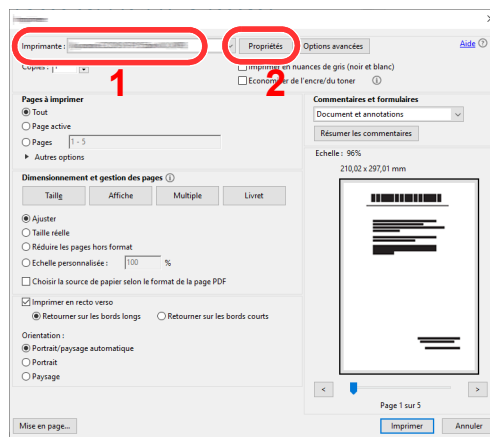 Imprimante :
Propriétés
Options avancées
Aide
Copies : 1
Imprimer en nuances de gris (noir et blanc)
Economiser de l'encre/du toner
1
2
Pages à imprimer
Tout
Page active
Pages 1 - 5
Autres options
Dimensionnement et gestion des pages
Taille
Affiche
Multiple
Livret
Ajuster
Taille réelle
Réduire les pages hors format
Echelle personnalisée : 100 %
Choisir la source de papier selon le format de la page PDF
Imprimer en recto verso
Retourner sur les bords longs
Retourner sur les bords courts
Orientation :
Portrait/paysage automatique
Portrait
Paysage
Commentaires et formulaires
Document et annotations
Résumer les commentaires
Echelle : 96%
210,02 x 297,01 mm
<
>
Page 1 sur 5
Mise en page...
Imprimer
Annuler